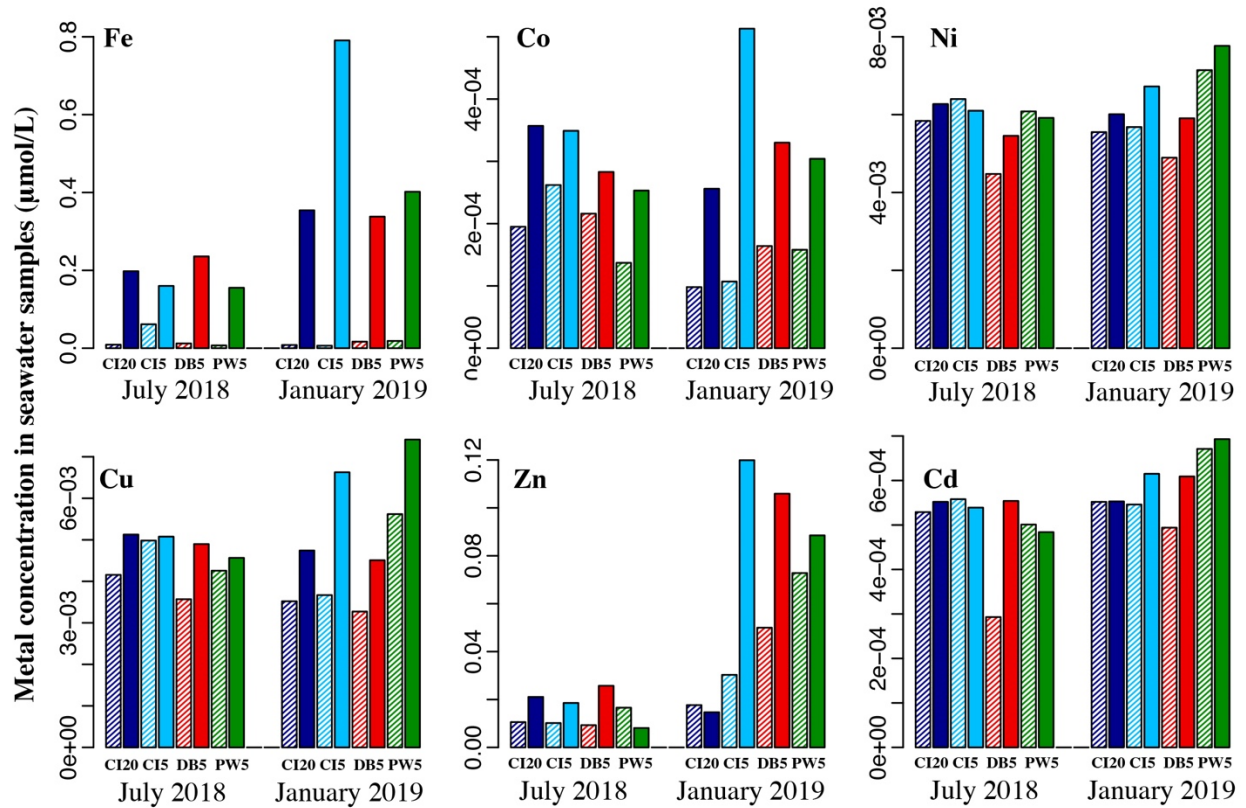 Metal concentration in seawater samples (µmol/L)
Fe
0.8
0.6
0.4
0.2
0.0
CI20 CI5 DB5 PW5 CI20 CI5 DB5 PW5
July 2018 January 2019
Co
4e−04
2e−04
0e+00
CI20 CI5 DB5 PW5 CI20 CI5 DB5 PW5
July 2018 January 2019
Ni
8e−03
4e−03
0e+00
CI20 CI5 DB5 PW5 CI20 CI5 DB5 PW5
July 2018 January 2019
Cu
6e−03
3e−03
0e+00
CI20 CI5 DB5 PW5 CI20 CI5 DB5 PW5
July 2018 January 2019
Zn
0.12
0.08
0.04
0.00
CI20 CI5 DB5 PW5 CI20 CI5 DB5 PW5
July 2018 January 2019
Cd
6e−04
4e−04
2e−04
0e+00
CI20 CI5 DB5 PW5 CI20 CI5 DB5 PW5
July 2018 January 2019